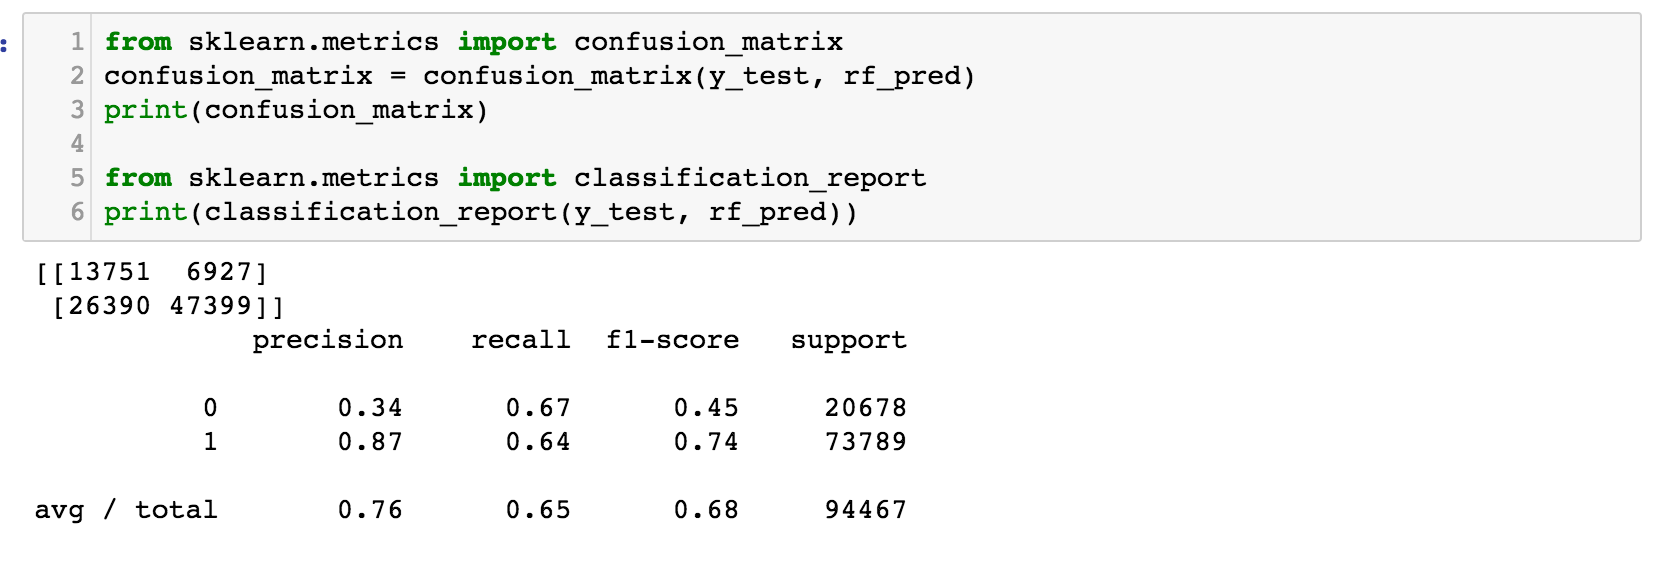 1 from sklearn.metrics import confusion_matrix
2 confusion_matrix = confusion_matrix(y_test, rf_pred)
3 print(confusion_matrix)
4
5 from sklearn.metrics import classification_report
6 print(classification_report(y_test, rf_pred))
[[13751  6927]
 [26390 47399]]
             precision    recall  f1-score   support
          0       0.34      0.67      0.45     20678
          1       0.87      0.64      0.74     73789
avg / total       0.76      0.65      0.68     94467